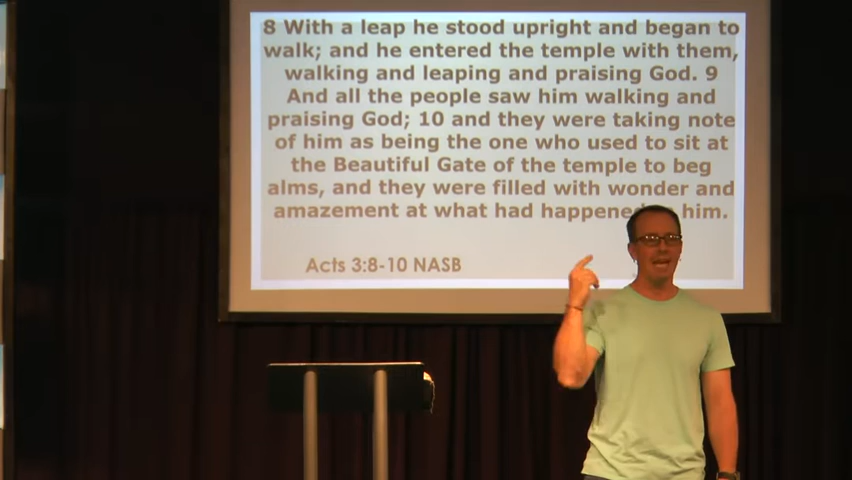 8 With a leap he stood upright and began to
walk; and he entered the temple with them,
walking and leaping and praising God. 9
And all the people saw him walking and
praising God; 10 and they were taking note
of him as being the one who used to sit at
the Beautiful Gate of the temple to beg
alms, and they were filled with wonder and
amazement at what had happened him.
Acts 3:8-10 NASB